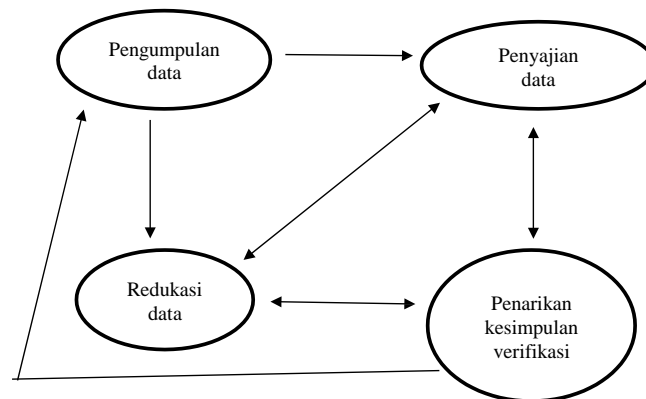 Pengumpulan
data
Penyajian
data
Redukasi
data
Penarikan
kesimpulan
verifikasi